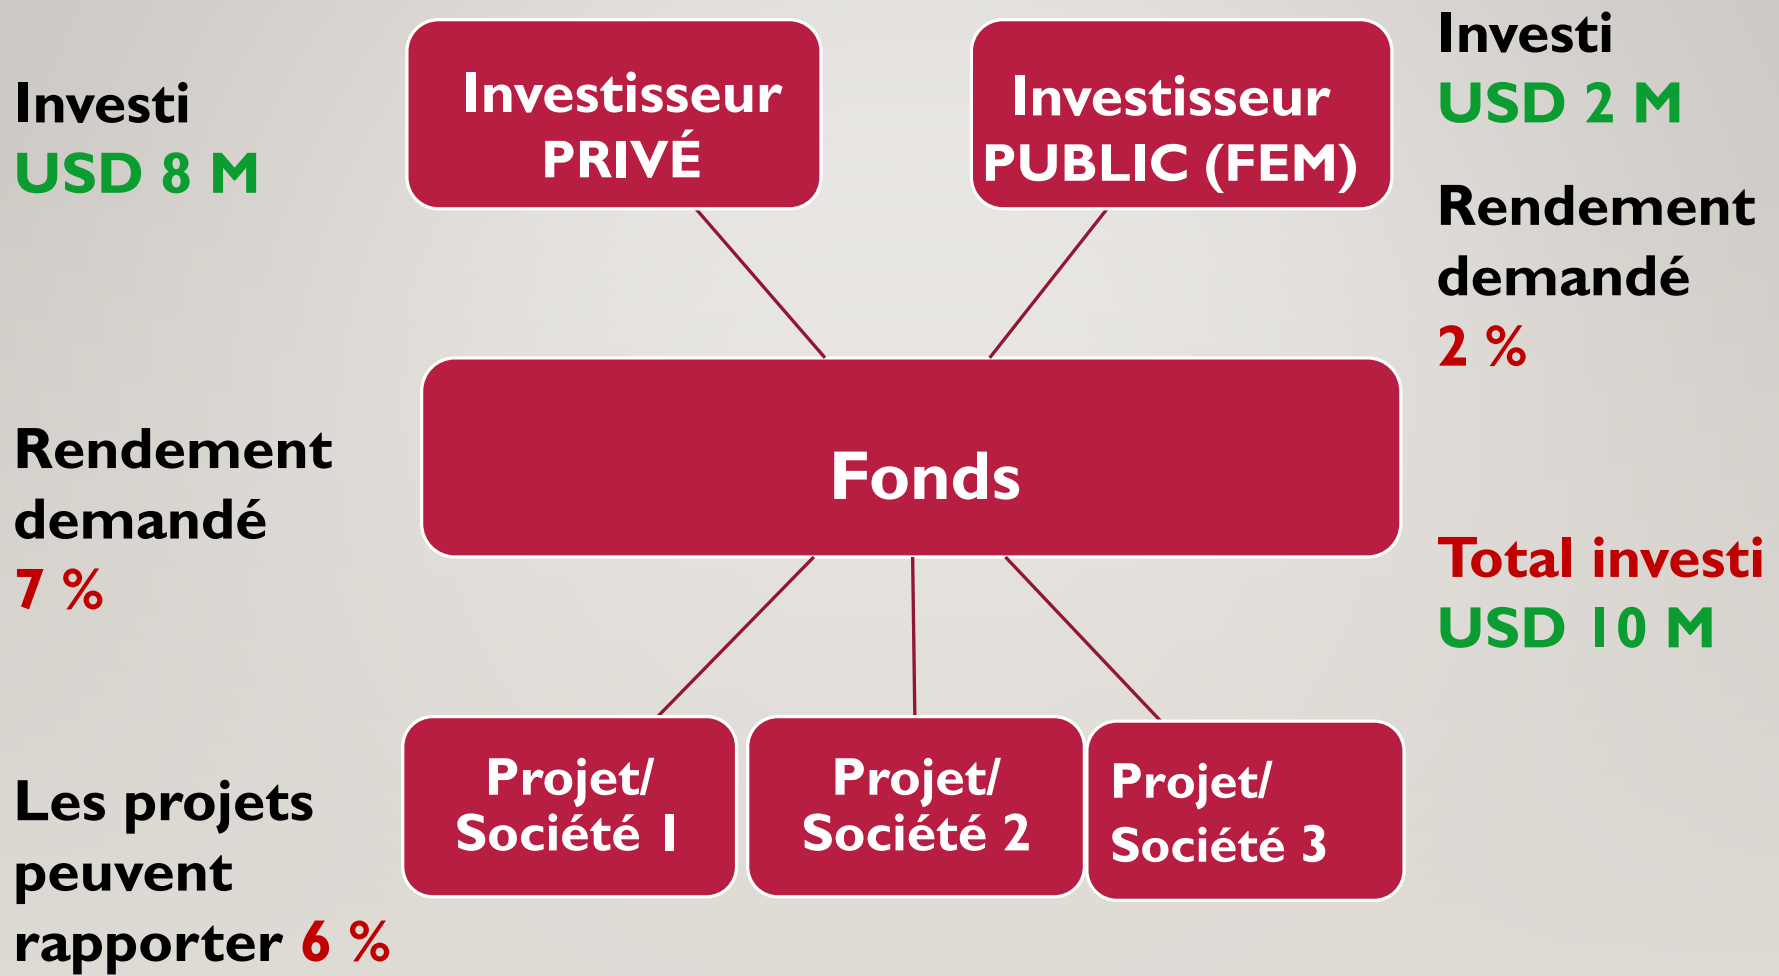 Investi
USD 8 M
Investisseur
PRIVÉ
Investisseur
PUBLIC (FEM)
Investi
USD 2 M
Rendement
demandé
2 %
Rendement
demandé
7 %
Fonds
Total investi
USD 10 M
Les projets
peuvent
rapporter 6 %
Projet/
Société 1
Projet/
Société 2
Projet/
Société 3